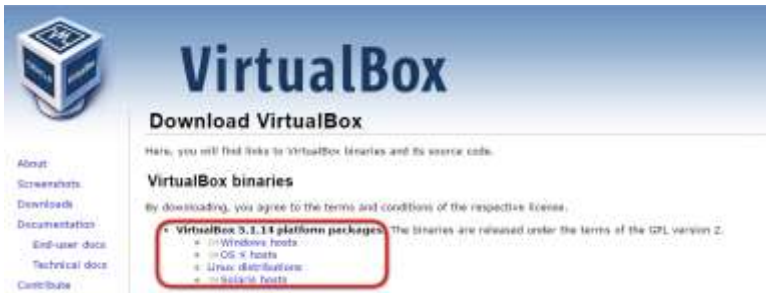 VirtualBox
Download VirtualBox
Here, you will find links to VirtualBox binaries and its source code.
About
Screenshots
VirtualBox binaries
Downloads
By downloading, you agree to the terms and conditions of the respective license.
Documentation
VirtualBox 5.1.14 platform packages. The binaries are released under the terms of the GPL version 2.
End-user docs
Windows hosts
OS X hosts
Technical docs
Linux distributions
Contribute
Solaris hosts